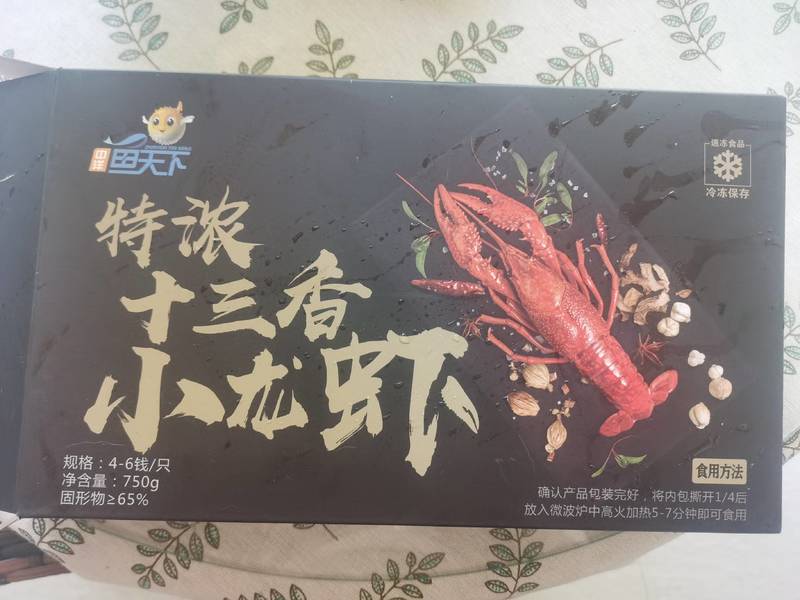 中洋
鱼天下
速冻食品
冷冻保存
特浓
十三香
小龙虾
规格：4-6钱/只
净含量：750g
固形物≥65%
食用方法
确认产品包装完好，将内包撕开1/4后
放入微波炉中高火加热5-7分钟即可食用